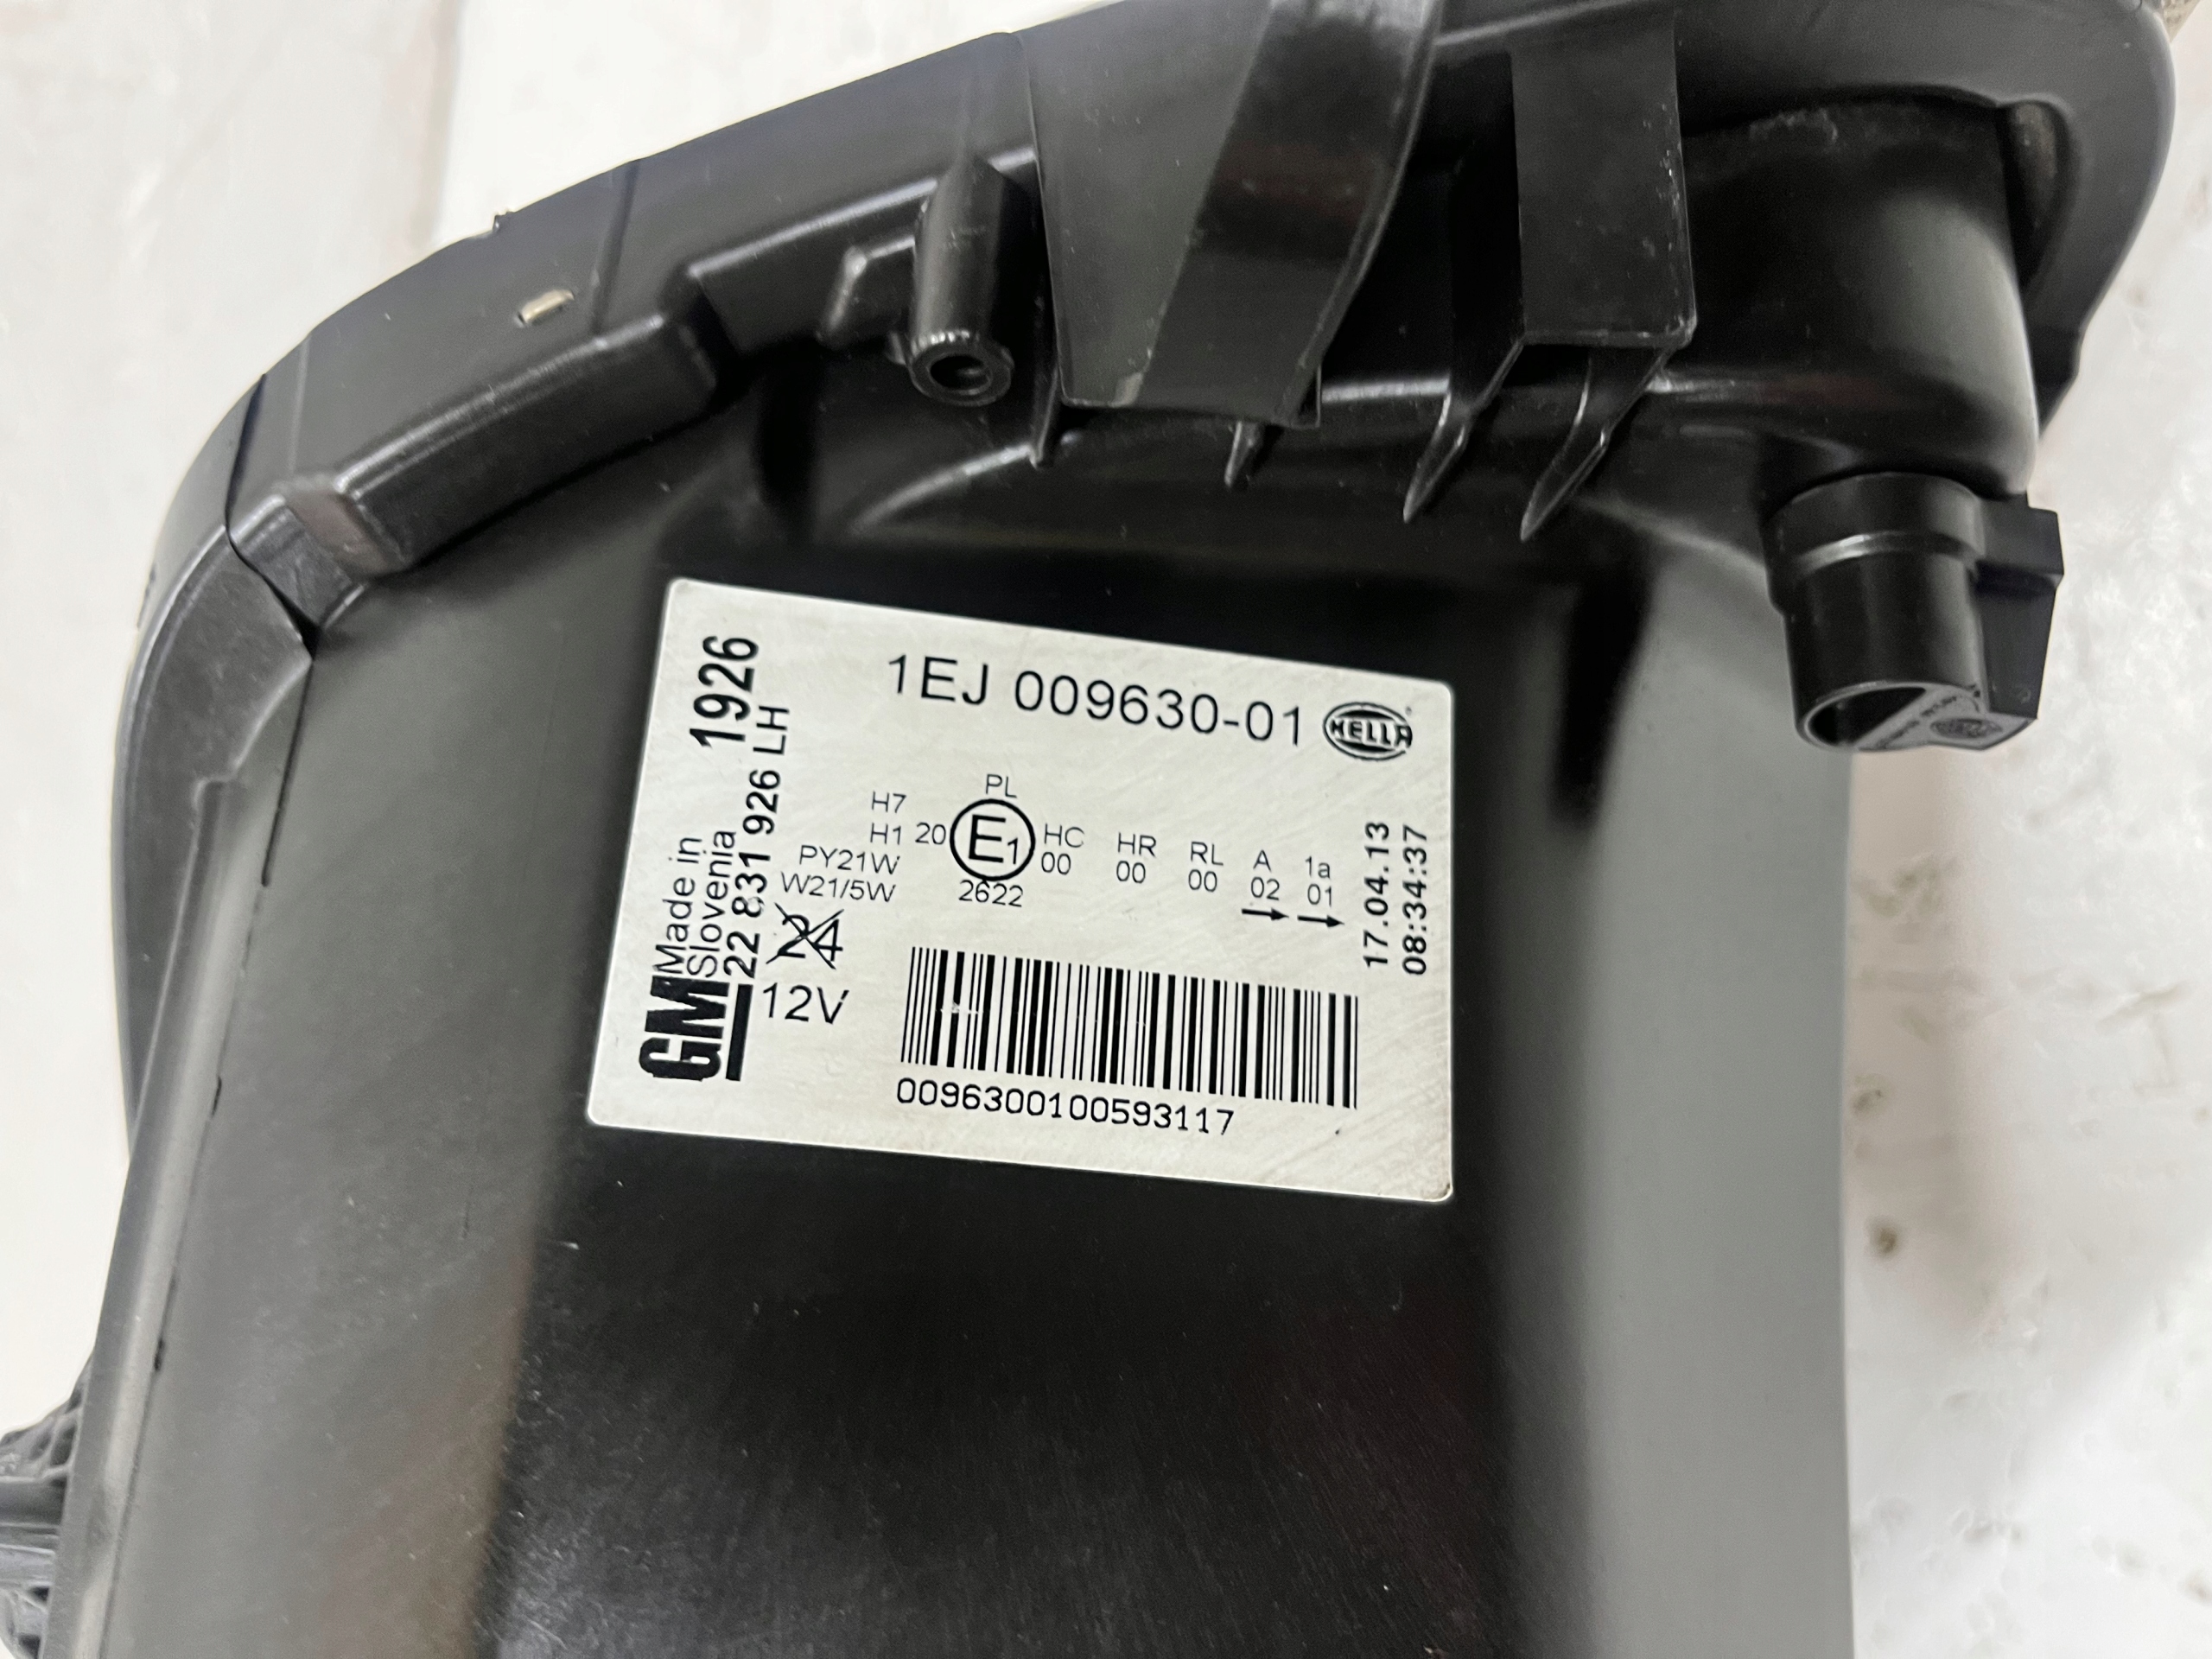 1EJ 009630-01 HELLA
1926
22 831 926 LH
Made in
Slovenia
GM
PL
H7
H1 20 E1 HC HR RL A 1a
PY21W 00 00 00 02 01
W21/5W 2622
24
12V
17.04.13
08:34:37
0096300100593117